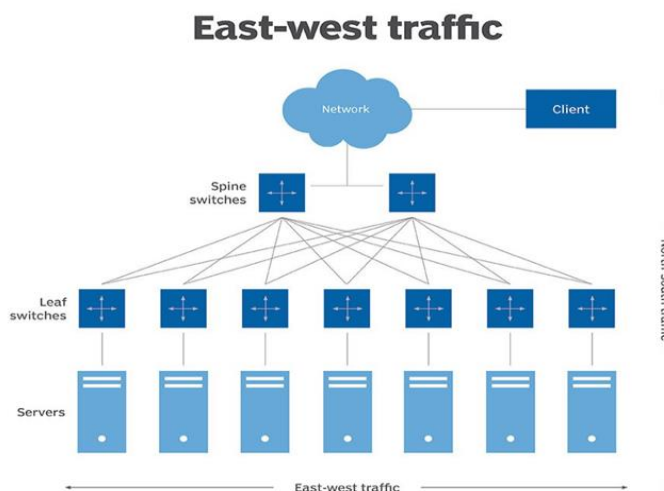 East-west traffic
Network
Client
Spine
switches
Leaf
switches
Servers
East-west traffic